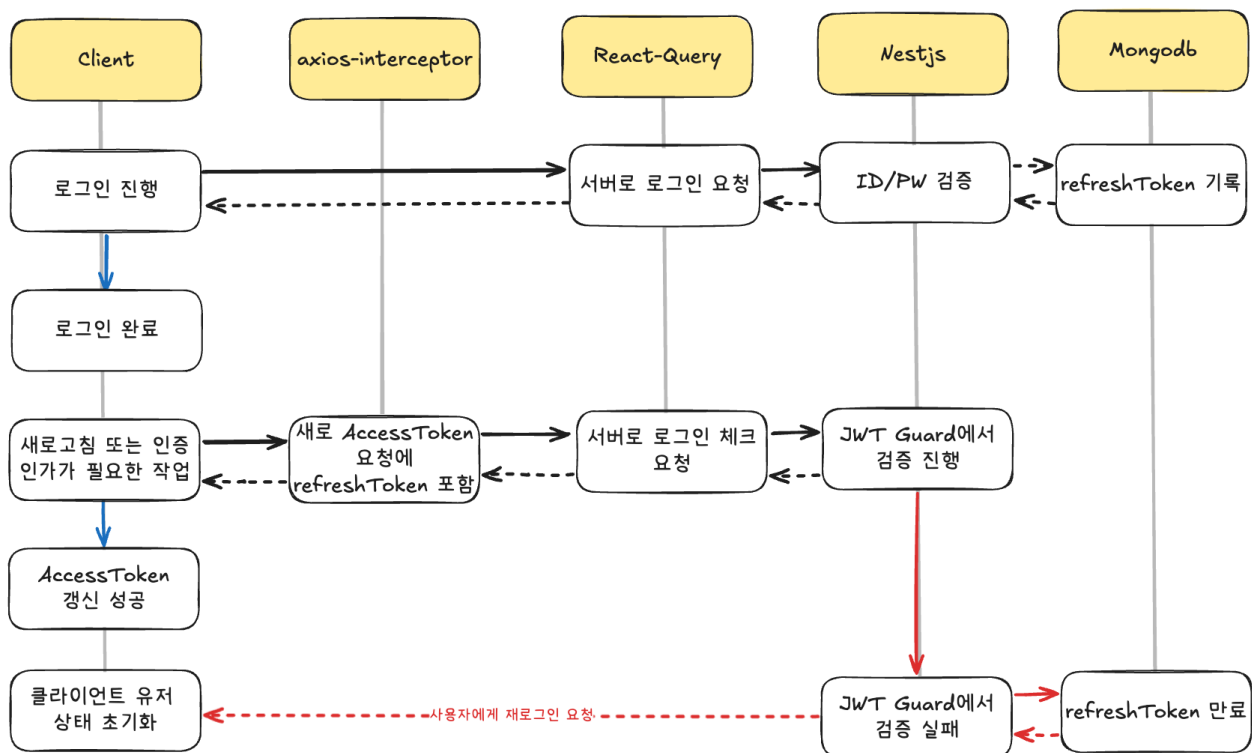 Client
axios-interceptor
React-Query
Nestjs
Mongodb
로그인 진행
서버로 로그인 요청
ID/PW 검증
refreshToken 기록
로그인 완료
새로고침 또는 인증
인가가 필요한 작업
새로 AccessToken
요청에
refreshToken 포함
서버로 로그인 체크
요청
JWT Guard에서
검증 진행
AccessToken
갱신 성공
클라이언트 유저
상태 초기화
사용자에게 재로그인 요청
JWT Guard에서
검증 실패
refreshToken 만료